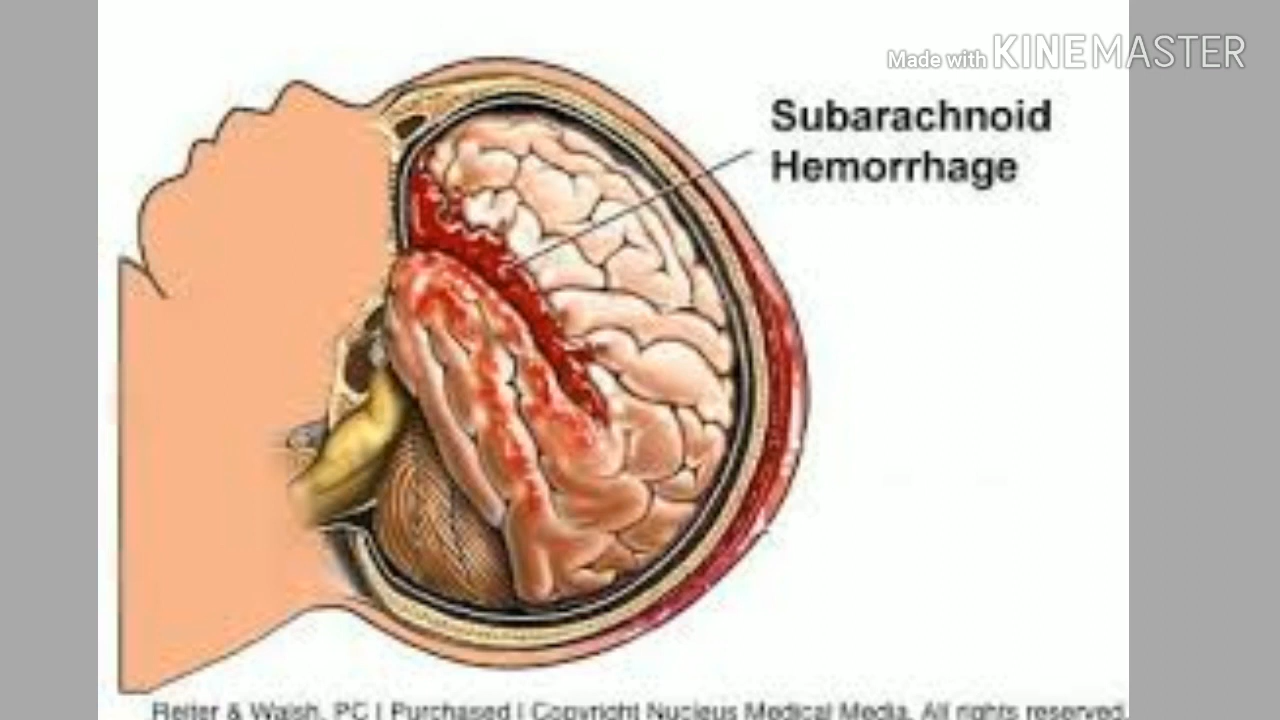 Made with KINEMASTER
Subarachnoid
Hemorrhage
Reiter & Walsh, PC | Purchased | Copyright Nucleus Medical Media. All rights reserved.